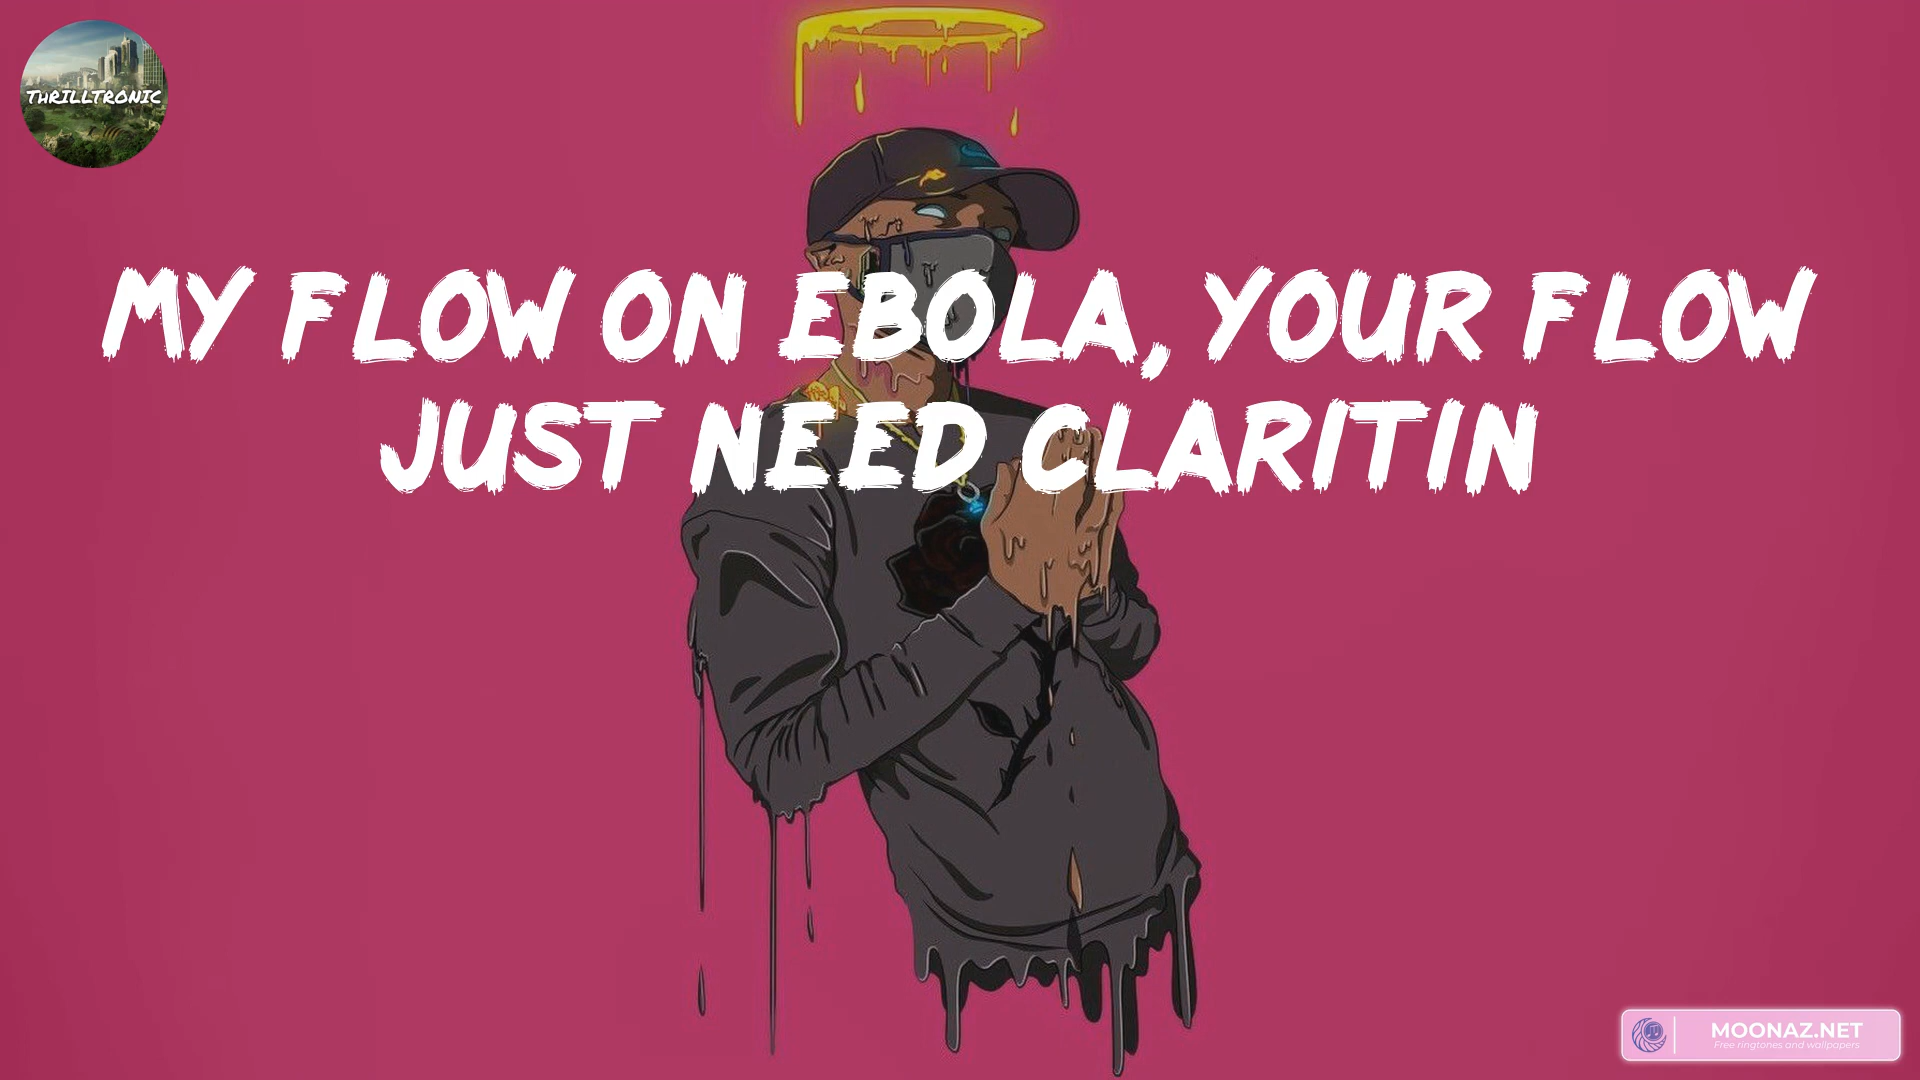 THRILLTRONIC
MY FLOW ON EBOLA, YOUR FLOW
JUST NEED CLARITIN
MOONAZ.NET
Free ringtones and wallpapers